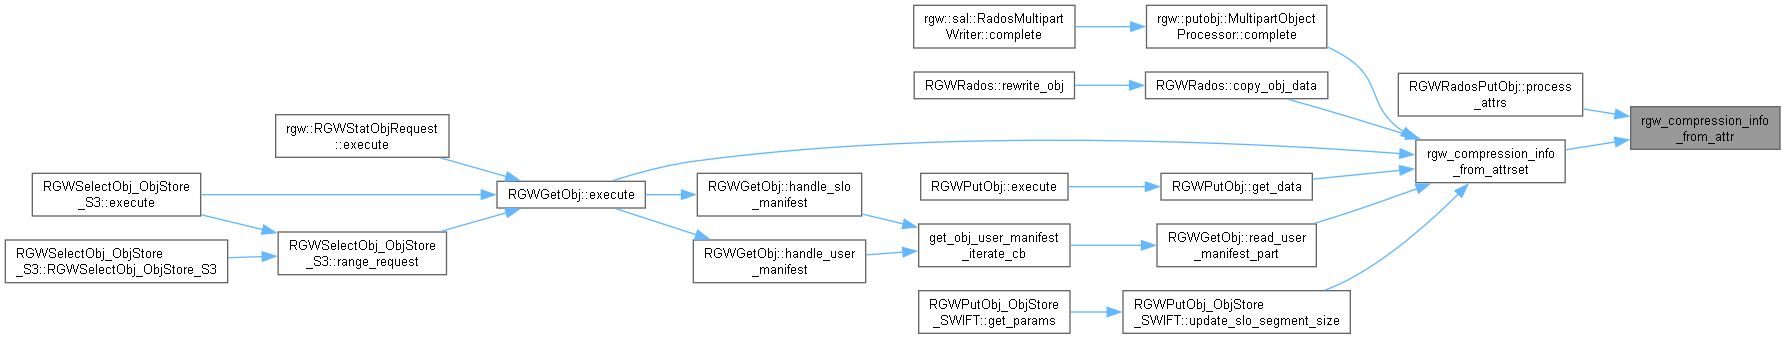 rgw::sal::RadosMultipart
Writer::complete
rgw::putobj::MultipartObject
Processor::complete
RGWRados::rewrite_obj
RGWRados::copy_obj_data
RGWRadosPutObj::process
_attrs
rgw_compression_info
_from_attr
rgw::RGWStatObjRequest
::execute
rgw_compression_info
_from_attrset
RGWSelectObj_ObjStore
_S3::execute
RGWGetObj::execute
RGWGetObj::handle_slo
_manifest
RGWPutObj::execute
RGWPutObj::get_data
RGWSelectObj_ObjStore
_S3::RGWSelectObj_ObjStore_S3
RGWSelectObj_ObjStore
_S3::range_request
RGWGetObj::handle_user
_manifest
get_obj_user_manifest
_iterate_cb
RGWGetObj::read_user
_manifest_part
RGWPutObj_ObjStore
_SWIFT::get_params
RGWPutObj_ObjStore
_SWIFT::update_slo_segment_size